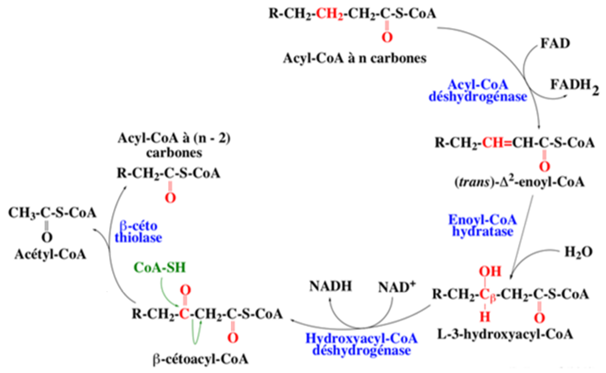 R-CH2-CH2-CH2-C-S-CoA
O
Acyl-CoA à n carbones
FAD
Acyl-CoA
déshydrogénase
FADH2
R-CH2-CH=CH-C-S-CoA
O
(trans)-Δ2-enoyl-CoA
Enoyl-CoA
hydratase
H2O
OH
R-CH2-Cβ-CH2-C-S-CoA
H
O
L-3-hydroxyacyl-CoA
NADH
NAD+
Hydroxyacyl-CoA
déshydrogénase
CoA-SH
O
R-CH2-C-CH2-C-S-CoA
O
β-cétoacyl-CoA
β-céto
thiolase
Acyl-CoA à (n - 2)
carbones
R-CH2-C-S-CoA
O
CH3-C-S-CoA
O
Acétyl-CoA